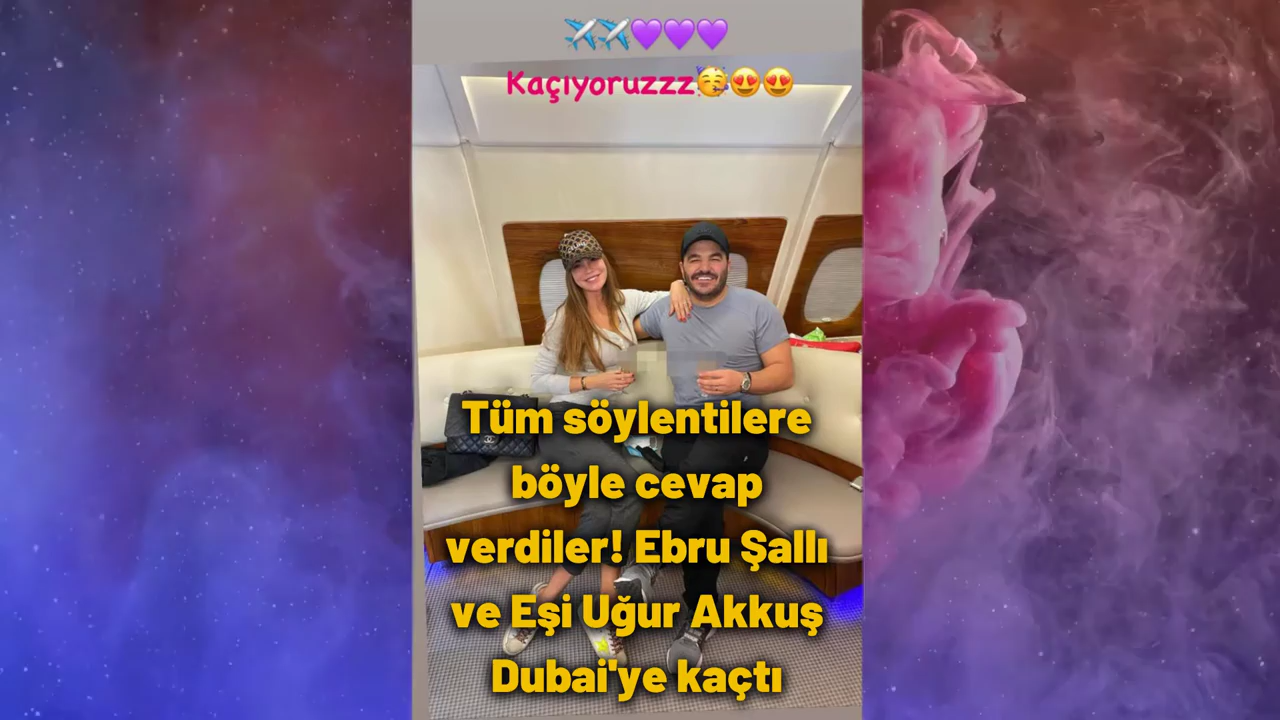 ✈️✈️💜💜💜
Kaçıyoruzzz🥳😍😍
Tüm söylentilere
böyle cevap
verdiler! Ebru Şallı
ve Eşi Uğur Akkuş
Dubai'ye kaçtı